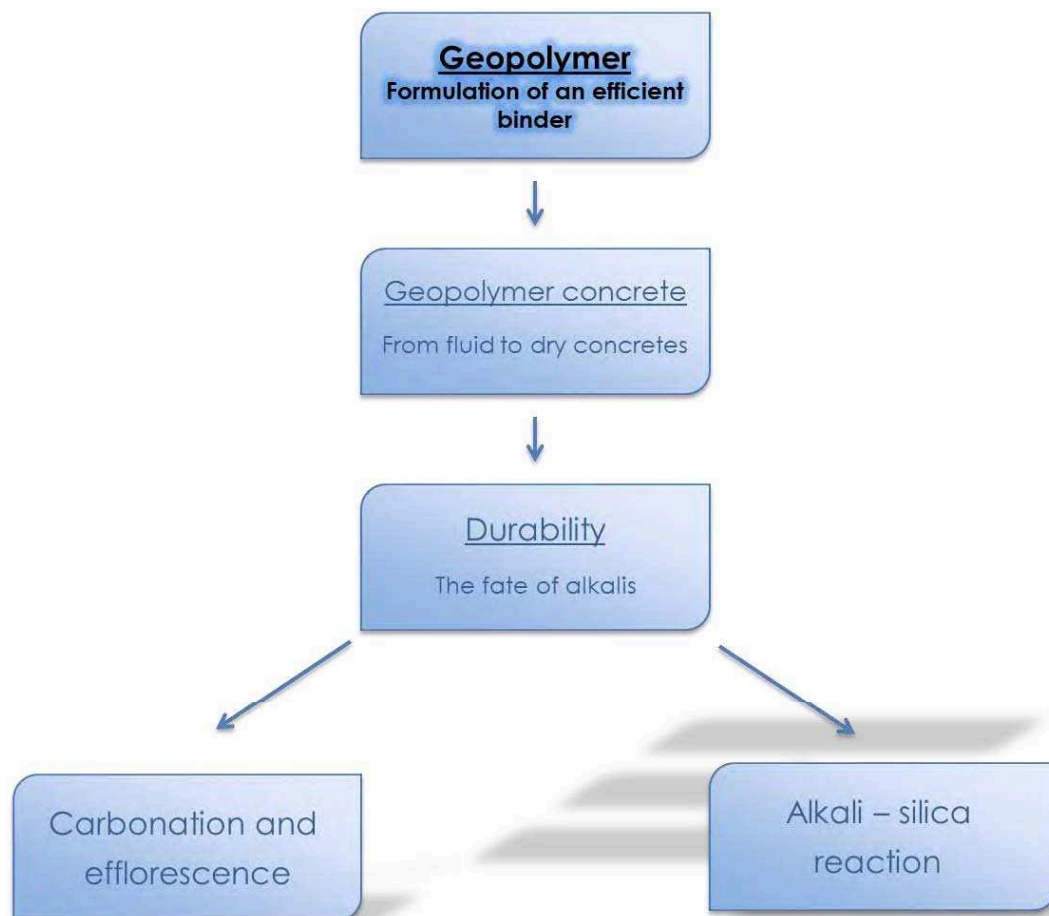 Geopolymer
Formulation of an efficient
binder
Geopolymer concrete
From fluid to dry concretes
Durability
The fate of alkalis
Carbonation and
efflorescence
Alkali – silica
reaction